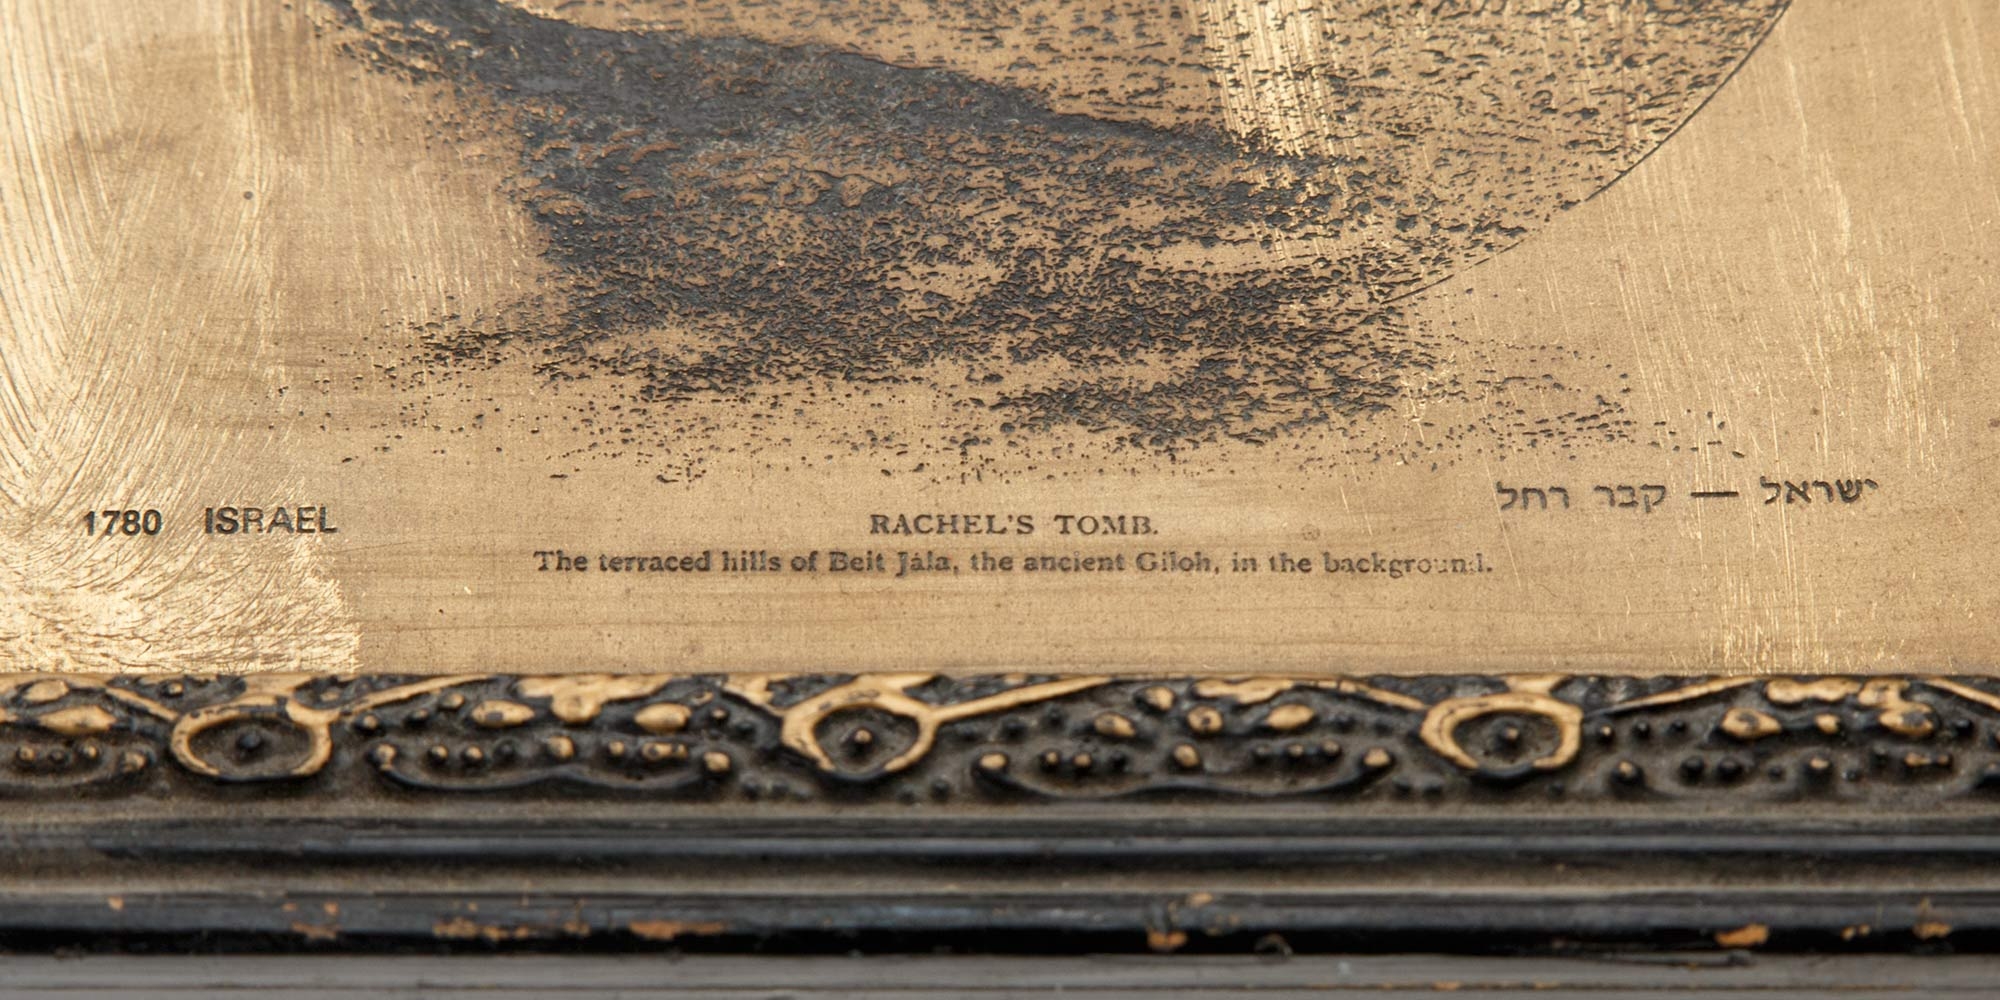 1780 ISRAEL
RACHEL'S TOMB.
The terraced hills of Beit Jála, the ancient Giloh, in the background.
ישראל — קבר רחל